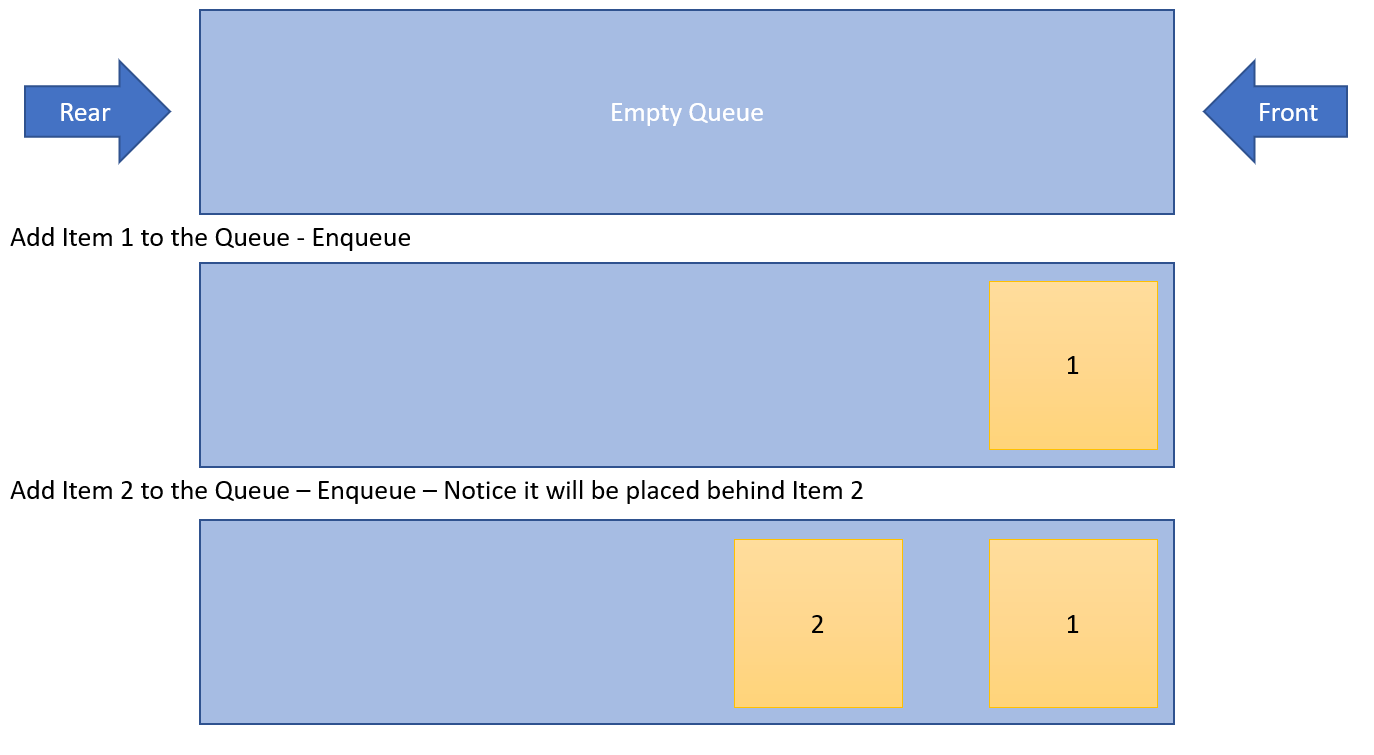 Rear
Empty Queue
Front
Add Item 1 to the Queue - Enqueue
1
Add Item 2 to the Queue – Enqueue – Notice it will be placed behind Item 2
2
1